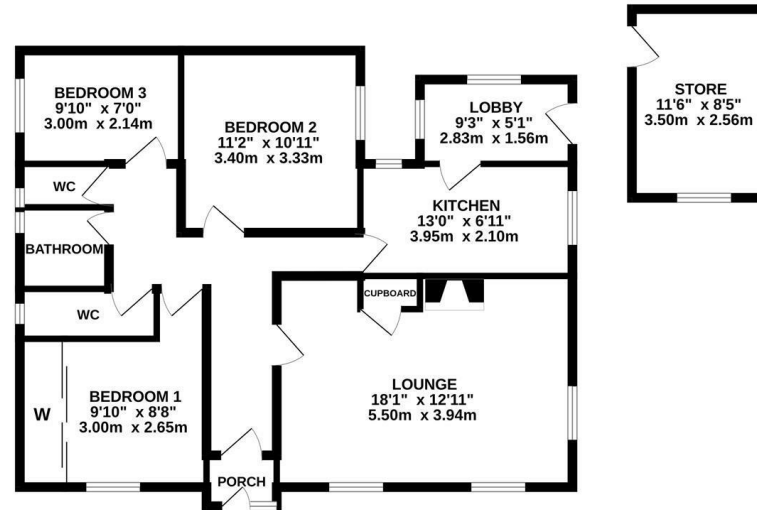 BEDROOM 3
9'10" x 7'0"
3.00m x 2.14m
BEDROOM 2
11'2" x 10'11"
3.40m x 3.33m
LOBBY
9'3" x 5'1"
2.83m x 1.56m
STORE
11'6" x 8'5"
3.50m x 2.56m
WC
KITCHEN
13'0" x 6'11"
3.95m x 2.10m
BATHROOM
WC
CUPBOARD
BEDROOM 1
9'10" x 8'8"
3.00m x 2.65m
W
LOUNGE
18'1" x 12'11"
5.50m x 3.94m
PORCH